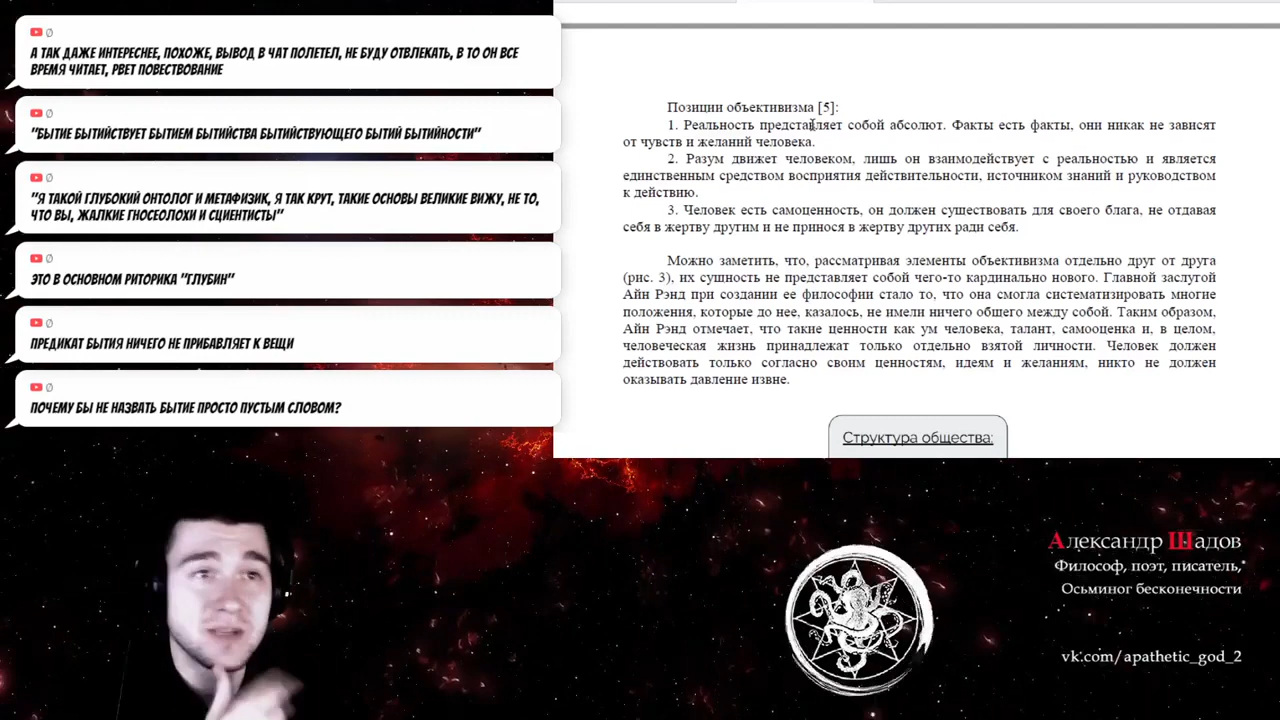 Ø
А ТАК ДАЖЕ ИНТЕРЕСНЕЕ, ПОХОЖЕ, ВЫВОД В ЧАТ ПОЛЕТЕЛ, НЕ БУДУ ОТВЛЕКАТЬ, В ТО ОН ВСЕ
ВРЕМЯ ЧИТАЕТ, РВЕТ ПОВЕСТВОВАНИЕ
Ø
"БЫТИЕ БЫТИЙСТВУЕТ БЫТИЕМ БЫТИЙСТВА БЫТИЙСТВУЮЩЕГО БЫТИЙ БЫТИЙНОСТИ"
Ø
"Я ТАКОЙ ГЛУБОКИЙ ОНТОЛОГ И МЕТАФИЗИК, Я ТАК КРУТ, ТАКИЕ ОСНОВЫ ВЕЛИКИЕ ВИЖУ, НЕ ТО,
ЧТО ВЫ, ЖАЛКИЕ ГНОСЕОЛОХИ И СЦИЕНТИСТЫ"
Ø
ЭТО В ОСНОВНОМ РИТОРИКА "ГЛУБИН"
Ø
ПРЕДИКАТ БЫТИЯ НИЧЕГО НЕ ПРИБАВЛЯЕТ К ВЕЩИ
Ø
ПОЧЕМУ БЫ НЕ НАЗВАТЬ БЫТИЕ ПРОСТО ПУСТЫМ СЛОВОМ?
Позиции объективизма [5]:
1. Реальность представляет собой абсолют. Факты есть факты, они никак не зависят
от чувств и желаний человека.
2. Разум движет человеком, лишь он взаимодействует с реальностью и является
единственным средством восприятия действительности, источником знаний и руководством
к действию.
3. Человек есть самоценность, он должен существовать для своего блага, не отдавая
себя в жертву другим и не принося в жертву других ради себя.
Можно заметить, что, рассматривая элементы объективизма отдельно друг от друга
(рис. 3), их сущность не представляет собой чего-то кардинально нового. Главной заслугой
Айн Рэнд при создании ее философии стало то, что она смогла систематизировать многие
положения, которые до нее, казалось, не имели ничего общего между собой. Таким образом,
Айн Рэнд отмечает, что такие ценности как ум человека, талант, самооценка и, в целом,
человеческая жизнь принадлежат только отдельно взятой личности. Человек должен
действовать только согласно своим ценностям, идеям и желаниям, никто не должен
оказывать давление извне.
Структура общества:
Александр Шадов
Философ, поэт, писатель,
Осьминог бесконечности
vk.com/apathetic_god_2